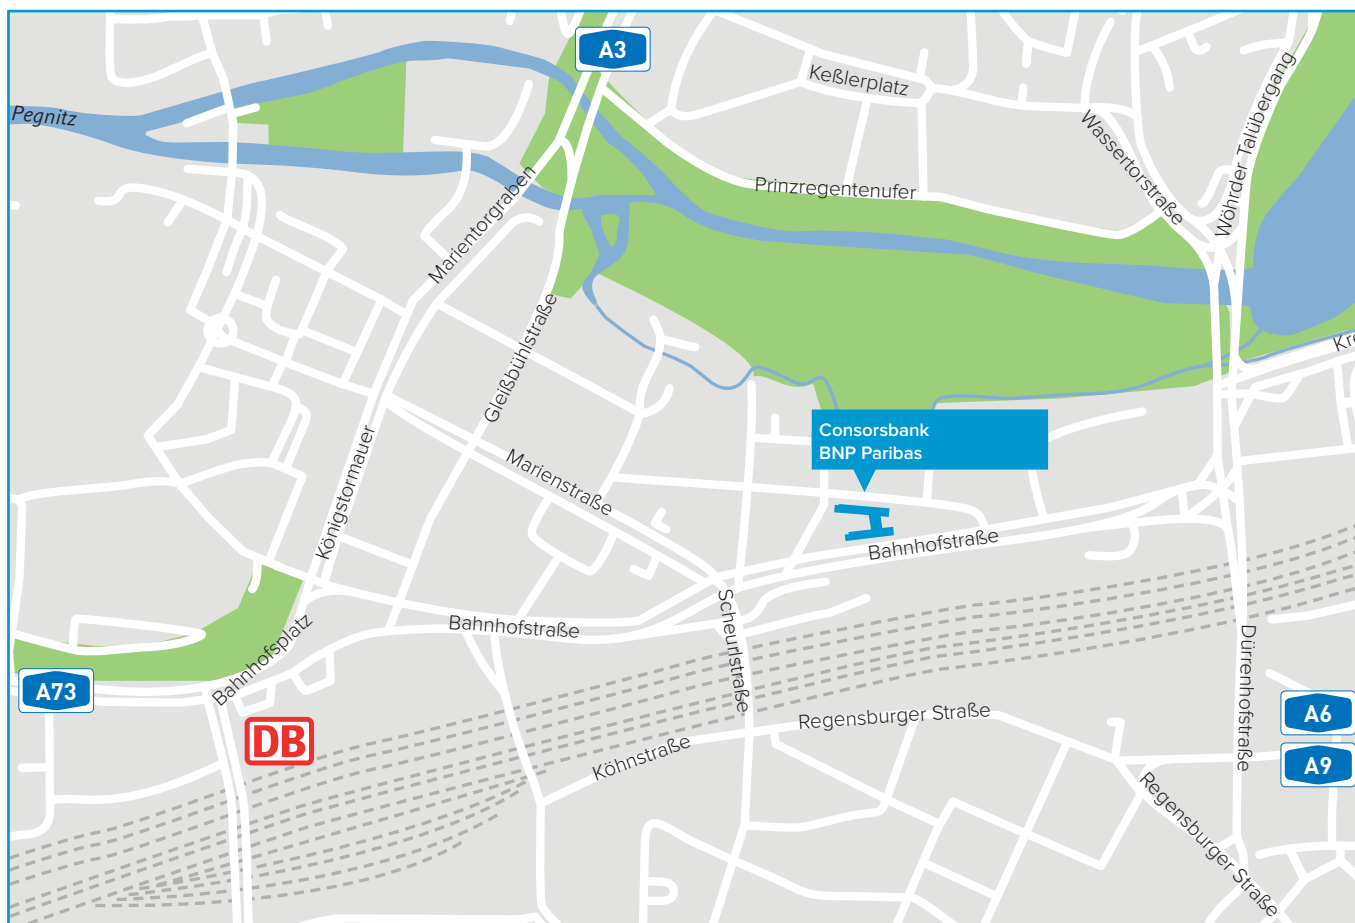 A3
Keßlerplatz
Pegnitz
Wassertorstraße
Wöhrder Talübergang
Prinzregentenufer
Marientorgraben
Gleißbühlstraße
Kre
Consorsbank
BNP Paribas
Königstormauer
Marienstraße
Bahnhofstraße
Bahnhofstraße
Scheurlstraße
Bahnhofsplatz
Dürrenhofstraße
A73
A6
Regensburger Straße
DB
Köhnstraße
A9
Regensburger Straße